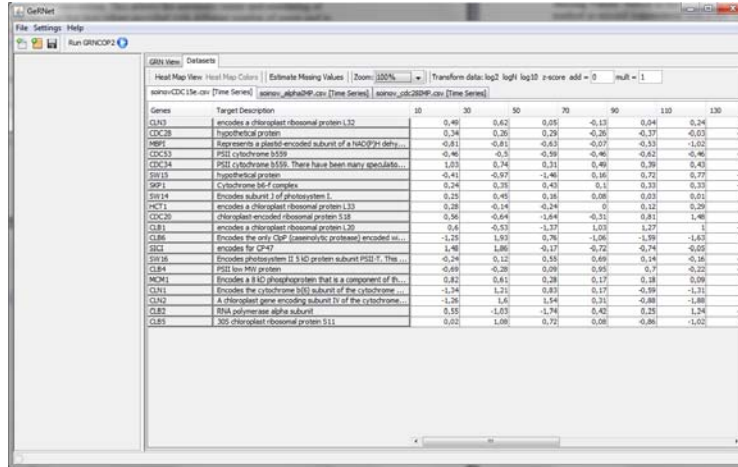 GeRNet
File Settings Help
Run GRNCOP2
GRN View Datasets
Heat Map View Heat Map Colors Estimate Missing Values Zoom: 100% Transform data: log2 logN log10 z-score add = 0 mult = 1
soinovCDC15e.csv [Time Series] soinov_alphaIMP.csv [Time Series] soinov_cdc28IMP.csv [Time Series]
Genes Target Description 10 30 50 70 90 110 130
CLN3 encodes a chloroplast ribosomal protein L32 0,49 0,62 0,05 -0,13 0,04 0,24
CDC28 hypothetical protein 0,34 0,26 0,29 -0,26 -0,37 -0,03
MBP1 Represents a plastid-encoded subunit of a NAD(P)H dehy... -0,81 -0,81 -0,63 -0,07 -0,53 -1,02
CDC53 PSII cytochrome b559 -0,46 -0,5 -0,59 -0,46 -0,62 -0,46
CDC34 PSII cytochrome b559. There have been many speculatio... 1,03 0,74 0,31 0,49 0,39 0,43
SWI5 hypothetical protein -0,41 -0,97 -1,46 0,16 0,72 0,77
SKP1 Cytochrome b6-f complex 0,24 0,35 0,43 0,1 0,33 0,33
SWI4 Encodes subunit J of photosystem I. 0,25 0,45 0,16 0,08 0,03 0,01
HCT1 encodes a chloroplast ribosomal protein L33 0,28 -0,14 -0,24 0 0,12 0,29
CDC20 chloroplast-encoded ribosomal protein S18 0,56 -0,64 -1,64 -0,31 0,81 1,48
CLB1 encodes a chloroplast ribosomal protein L20 0,6 -0,53 -1,37 1,03 1,27 1
CLB6 Encodes the only ClpP (caseinolytic protease) encoded wi... -1,25 1,93 0,76 -1,06 -1,59 -1,63
SIC1 encodes for CP47 1,48 1,86 -0,17 -0,72 -0,74 -0,05
SWI6 Encodes photosystem II 5 kD protein subunit PSII-T. This ... -0,24 0,12 0,55 0,69 0,14 -0,16
CLB4 PSII low MW protein -0,69 -0,28 0,09 0,95 0,7 -0,22
MCM1 Encodes a 8 kD phosphoprotein that is a component of th... 0,82 0,61 0,28 0,17 0,18 0,09
CLN1 Encodes the cytochrome b(6) subunit of the cytochrome ... -1,34 1,21 0,83 0,17 -0,59 -1,31
CLN2 A chloroplast gene encoding subunit IV of the cytochrome... -1,26 1,6 1,54 0,31 -0,88 -1,88
CLB2 RNA polymerase alpha subunit 0,55 -1,03 -1,74 0,42 0,25 1,24
CLB5 30S chloroplast ribosomal protein S11 0,02 1,08 0,72 0,08 -0,86 -1,02